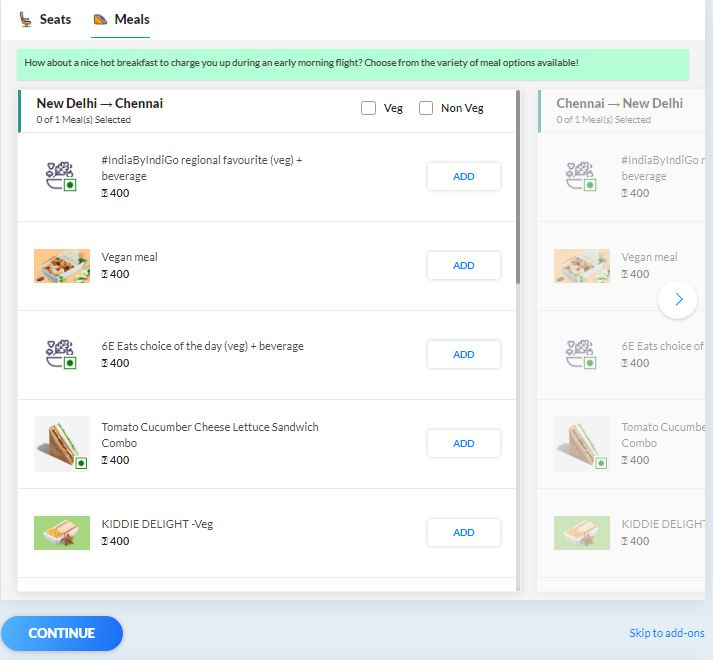 Seats
Meals
How about a nice hot breakfast to charge you up during an early morning flight? Choose from the variety of meal options available!
New Delhi → Chennai
0 of 1 Meal(s) Selected
Veg
Non Veg
#IndiaByIndiGo regional favourite (veg) +
beverage
400
ADD
Vegan meal
400
ADD
6E Eats choice of the day (veg) + beverage
400
ADD
Tomato Cucumber Cheese Lettuce Sandwich
Combo
400
ADD
KIDDIE DELIGHT -Veg
400
ADD
Chennai → New Delhi
0 of 1 Meal(s) Selected
#IndiaByIndiGo r
beverage
400
Vegan meal
400
6E Eats choice of
400
Tomato Cucumbe
Combo
400
KIDDIE DELIGHT
400
CONTINUE
Skip to add-ons